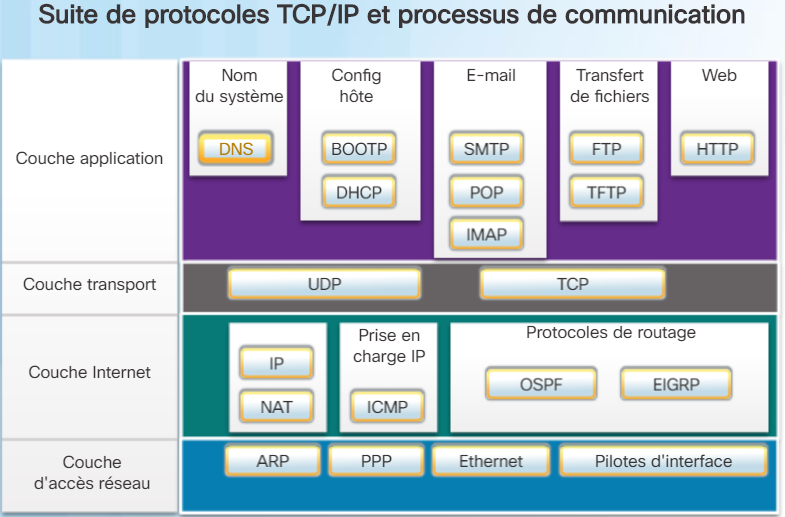 Suite de protocoles TCP/IP et processus de communication
Couche application
Nom
du système
DNS
Config
hôte
BOOTP
DHCP
E-mail
SMTP
POP
IMAP
Transfert
de fichiers
FTP
TFTP
Web
HTTP
Couche transport
UDP
TCP
Couche Internet
IP
NAT
Prise en
charge IP
ICMP
Protocoles de routage
OSPF
EIGRP
Couche
d'accès réseau
ARP
PPP
Ethernet
Pilotes d'interface